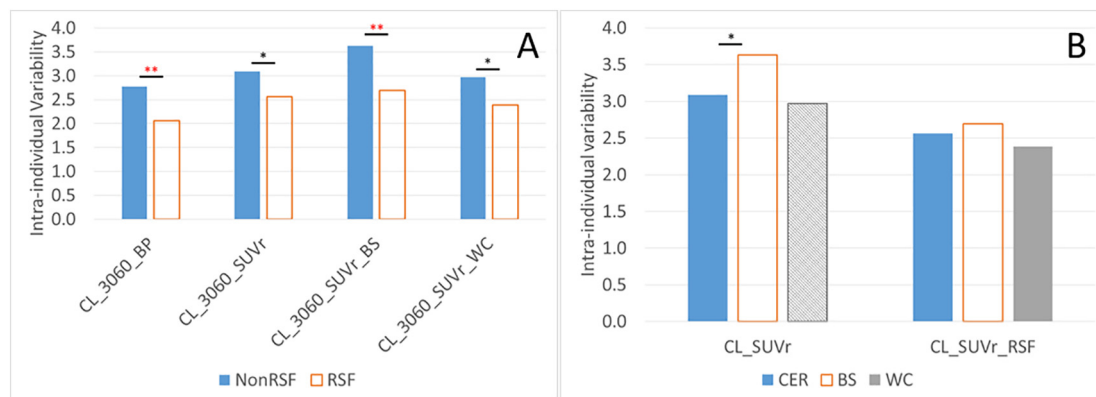 A
Intra-individual Variability
4.0
3.5
3.0
2.5
2.0
1.5
1.0
0.5
0.0
**
*
**
*
CL_3060_BP
CL_3060_SUVr
CL_3060_SUVr_BS
CL_3060_SUVr_WC
NonRSF RSF
B
Intra-individual variability
4.0
3.5
3.0
2.5
2.0
1.5
1.0
0.5
0.0
*
CL_SUVr CL_SUVr_RSF
CER BS WC